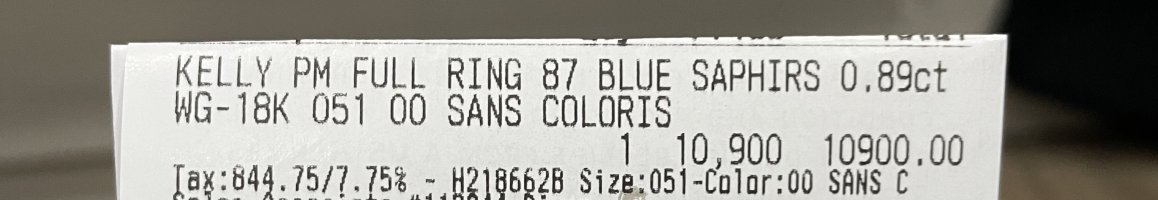 KELLY PM FULL RING 87 BLUE SAPHIRS 0.89ct
WG-18K 051 00 SANS COLORIS
1 10,900 10900.00
Tax:844.75/7.75% - H218662B Size:051-Color:00 SANS C